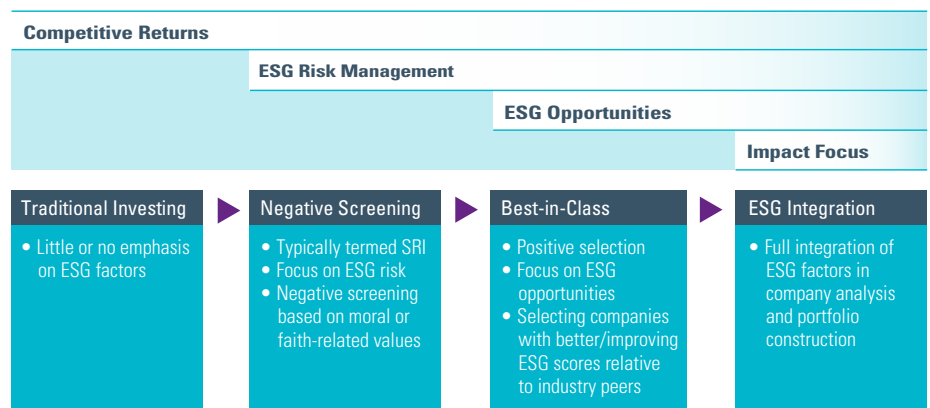 Competitive Returns
ESG Risk Management
ESG Opportunities
Impact Focus
Traditional Investing
• Little or no emphasis
on ESG factors
Negative Screening
• Typically termed SRI
• Focus on ESG risk
• Negative screening
based on moral or
faith-related values
Best-in-Class
• Positive selection
• Focus on ESG
opportunities
• Selecting companies
with better/improving
ESG scores relative
to industry peers
ESG Integration
• Full integration of
ESG factors in
company analysis
and portfolio
construction